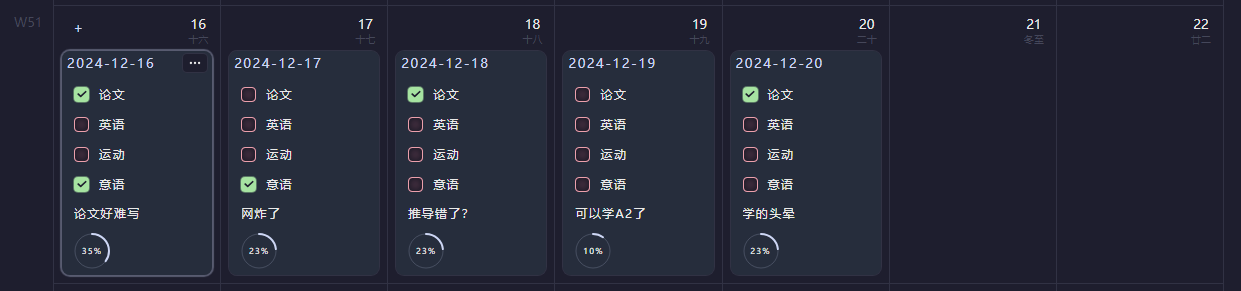 W51
+
16
十六
17
十七
18
十八
19
十九
20
二十
21
冬至
22
廿二
2024-12-16
论文
英语
运动
意语
论文好难写
35%
2024-12-17
论文
英语
运动
意语
网炸了
23%
2024-12-18
论文
英语
运动
意语
推导错了?
23%
2024-12-19
论文
英语
运动
意语
可以学A2了
10%
2024-12-20
论文
英语
运动
意语
学的头晕
23%